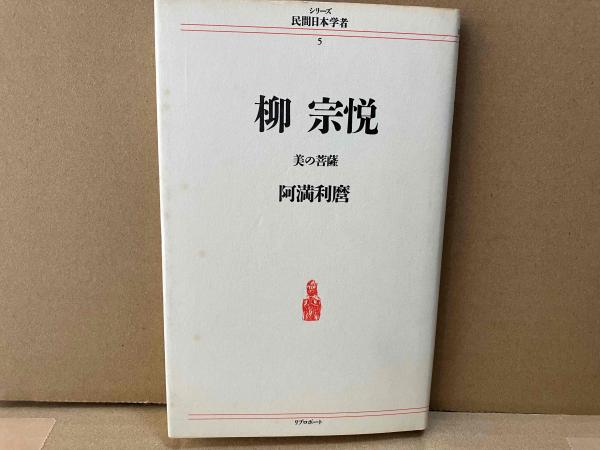 シリーズ
民間日本学者
5
柳 宗悦
美の菩薩
阿満利麿
リブロポート